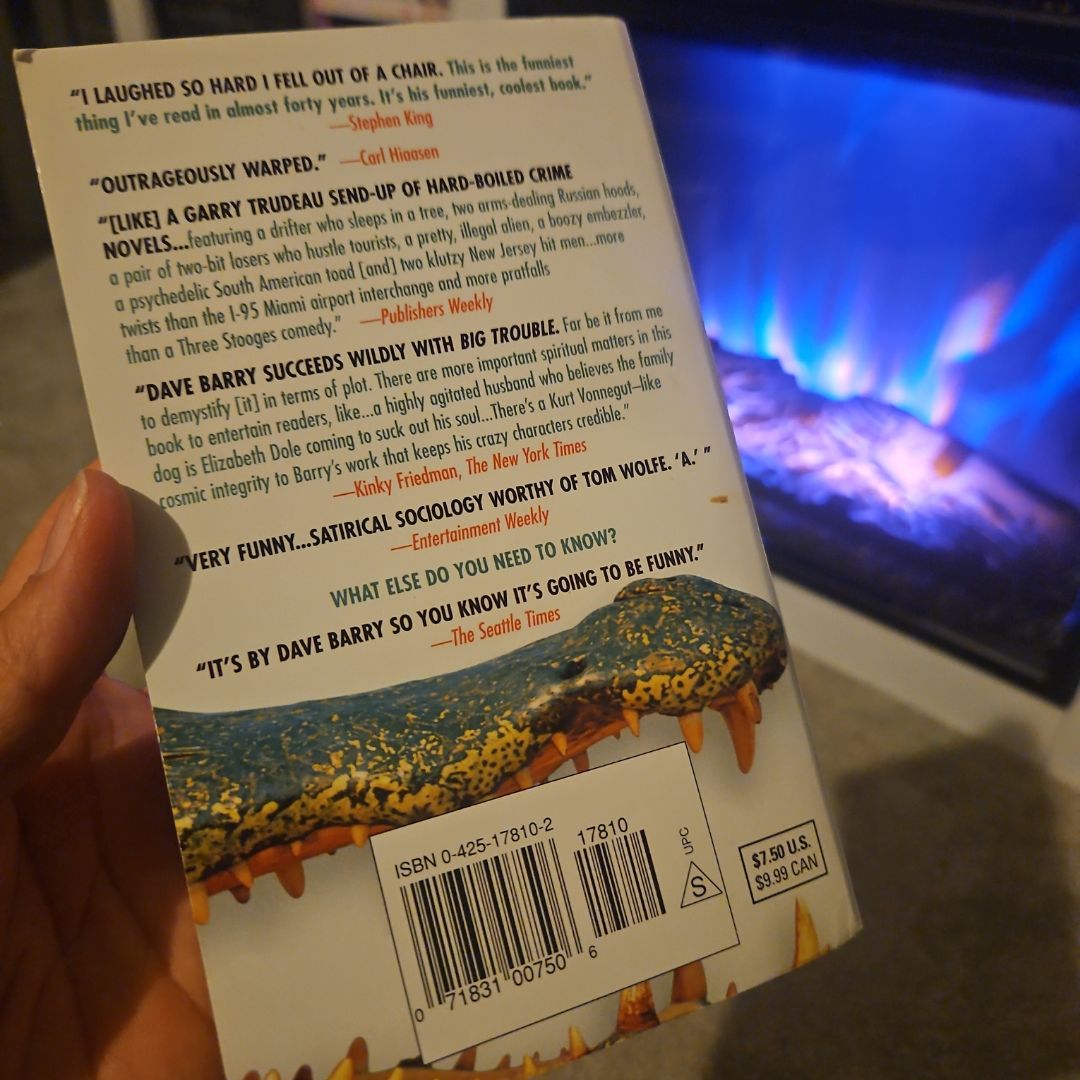 "I LAUGHED SO HARD I FELL OUT OF A CHAIR. This is the funniest
thing I've read in almost forty years. It's his funniest, coolest book."
—Stephen King
"OUTRAGEOUSLY WARPED." —Carl Hiaasen
"[LIKE] A GARRY TRUDEAU SEND-UP OF HARD-BOILED CRIME
NOVELS...featuring a drifter who sleeps in a tree, two arms-dealing Russian hoods,
a pair of two-bit losers who hustle tourists, a pretty, illegal alien, a boozy embezzler,
a psychedelic South American toad [and] two klutzy New Jersey hit men...more
twists than the I-95 Miami airport interchange and more pratfalls
than a Three Stooges comedy." —Publishers Weekly
"DAVE BARRY SUCCEEDS WILDLY WITH BIG TROUBLE. Far be it from me
to demystify [it] in terms of plot. There are more important spiritual matters in this
book to entertain readers, like...a highly agitated husband who believes the family
dog is Elizabeth Dole coming to suck out his soul...There's a Kurt Vonnegut–like
cosmic integrity to Barry's work that keeps his crazy characters credible."
—Kinky Friedman, The New York Times
"VERY FUNNY...SATIRICAL SOCIOLOGY WORTHY OF TOM WOLFE. 'A.' "
—Entertainment Weekly
WHAT ELSE DO YOU NEED TO KNOW?
"IT'S BY DAVE BARRY SO YOU KNOW IT'S GOING TO BE FUNNY."
—The Seattle Times
ISBN 0-425-17810-2
17810
UPC
S
0 71831 00750 6
$7.50 U.S.
$9.99 CAN